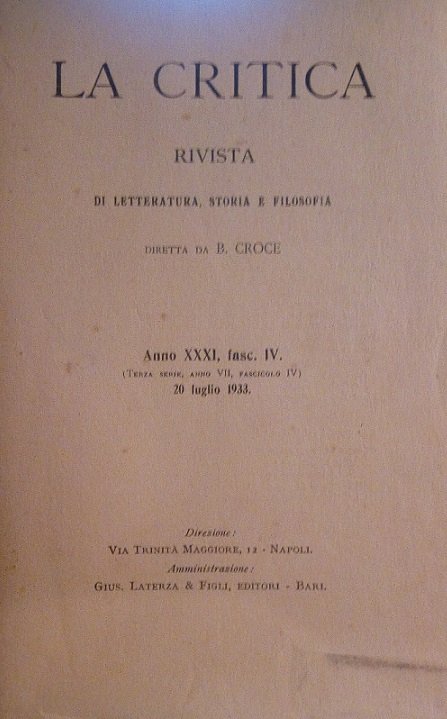 LA CRITICA
RIVISTA
DI LETTERATURA, STORIA E FILOSOFIA
DIRETTA DA B. CROCE
Anno XXXI, fasc. IV.
(TERZA SERIE, ANNO VII, FASCICOLO IV)
20 luglio 1933.
Direzione:
VIA TRINITÀ MAGGIORE, 12 - NAPOLI.
Amministrazione:
GIUS. LATERZA & FIGLI, EDITORI - BARI.